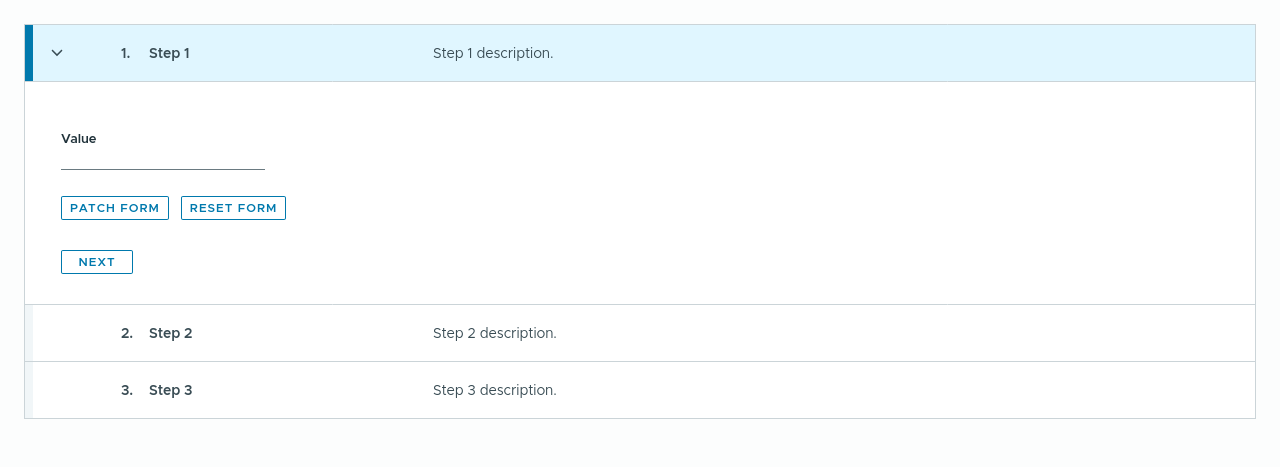 1. Step 1 Step 1 description.
Value
PATCH FORM RESET FORM
NEXT
2. Step 2 Step 2 description.
3. Step 3 Step 3 description.